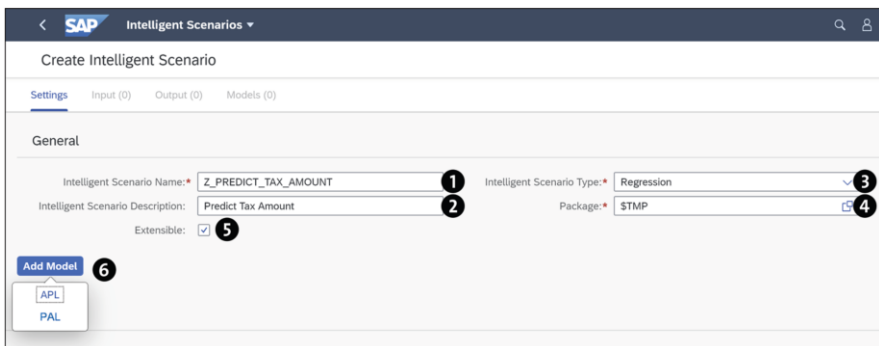 SAP Intelligent Scenarios
Create Intelligent Scenario
Settings Input (0) Output (0) Models (0)
General
Intelligent Scenario Name:* Z_PREDICT_TAX_AMOUNT 1 Intelligent Scenario Type:* Regression 3
Intelligent Scenario Description: Predict Tax Amount 2 Package:* $TMP 4
Extensible: 5
Add Model 6
APL
PAL